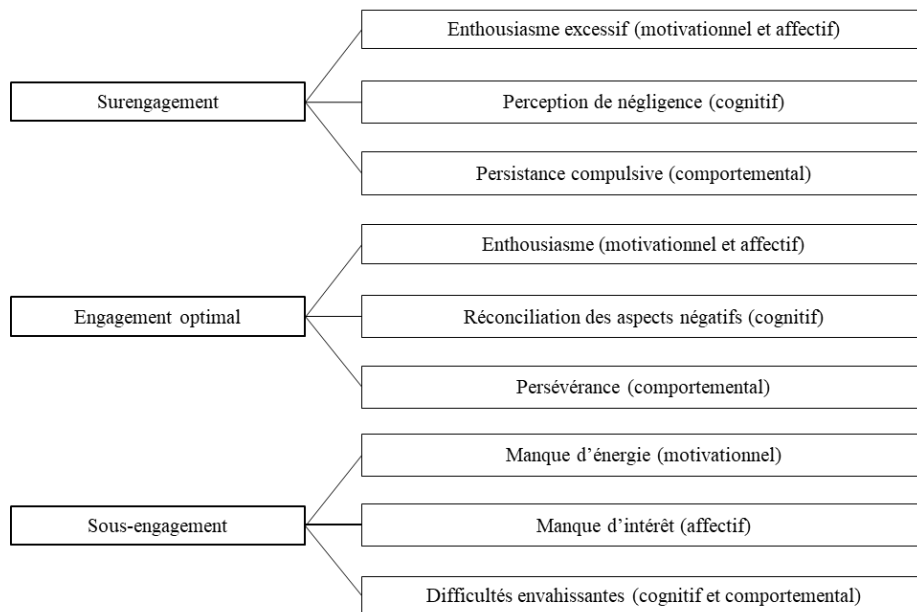 Surengagement
Enthousiasme excessif (motivationnel et affectif)
Perception de négligence (cognitif)
Persistance compulsive (comportemental)
Engagement optimal
Enthousiasme (motivationnel et affectif)
Réconciliation des aspects négatifs (cognitif)
Persévérance (comportemental)
Sous-engagement
Manque d’énergie (motivationnel)
Manque d’intérêt (affectif)
Difficultés envahissantes (cognitif et comportemental)